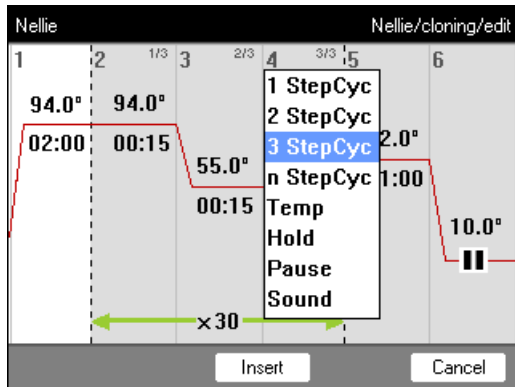 Nellie Nellie/cloning/edit
1 2 1/3 3 2/3 4 3/3 5 6
94.0° 94.0°
02:00 00:15
55.0°
00:15
1 StepCyc
2 StepCyc
3 StepCyc
n StepCyc
Temp
Hold
Pause
Sound
2.0°
1:00
10.0°
×30
Insert Cancel